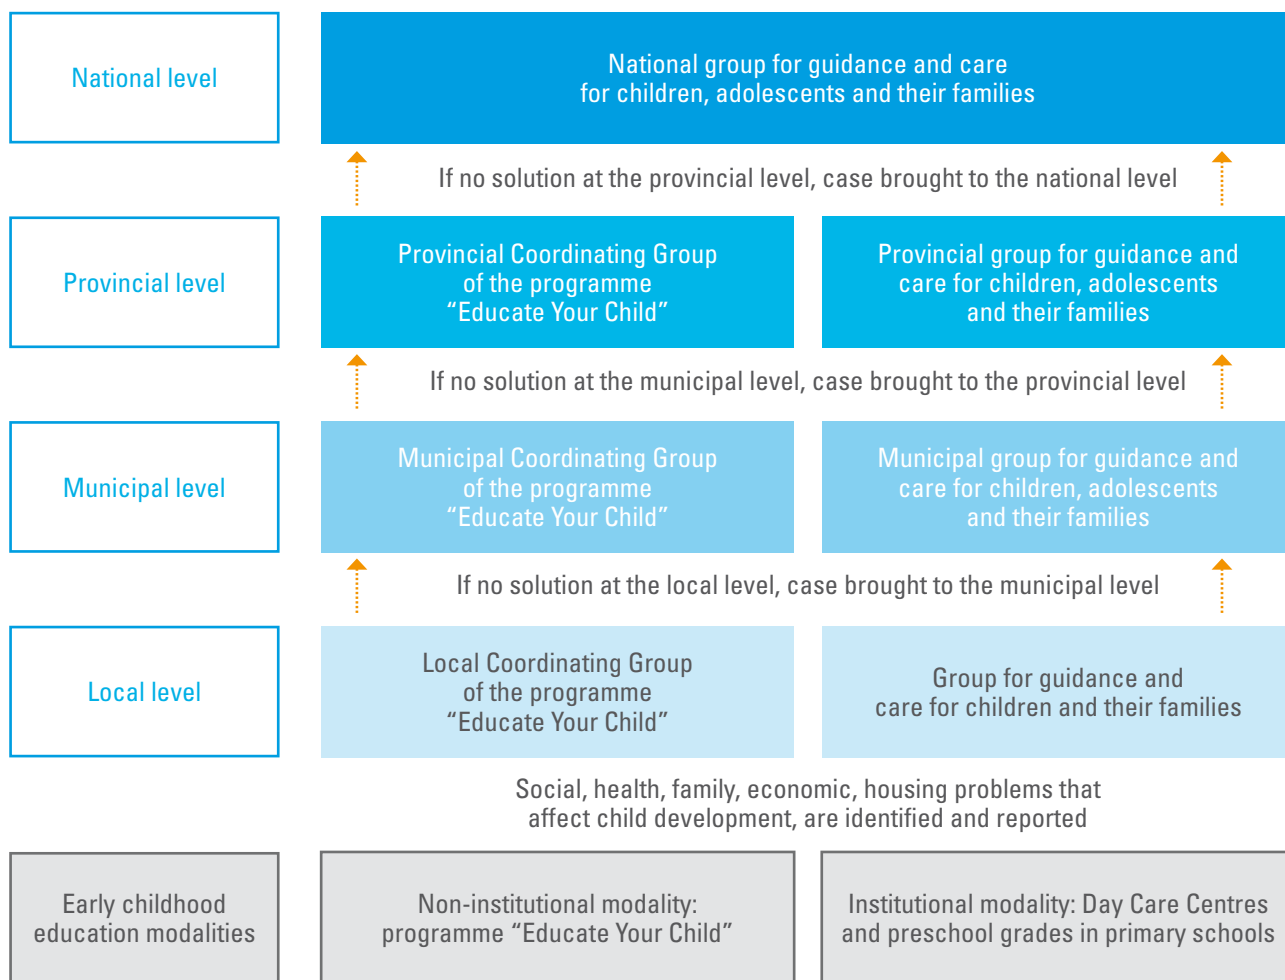 National level
National group for guidance and care
for children, adolescents and their families
If no solution at the provincial level, case brought to the national level
Provincial level
Provincial Coordinating Group
of the programme
“Educate Your Child”
Provincial group for guidance and
care for children, adolescents
and their families
If no solution at the municipal level, case brought to the provincial level
Municipal level
Municipal Coordinating Group
of the programme
“Educate Your Child”
Municipal group for guidance and
care for children, adolescents
and their families
If no solution at the local level, case brought to the municipal level
Local level
Local Coordinating Group
of the programme
“Educate Your Child”
Group for guidance and
care for children and their families
Social, health, family, economic, housing problems that
affect child development, are identified and reported
Early childhood
education modalities
Non-institutional modality:
programme “Educate Your Child”
Institutional modality: Day Care Centres
and preschool grades in primary schools